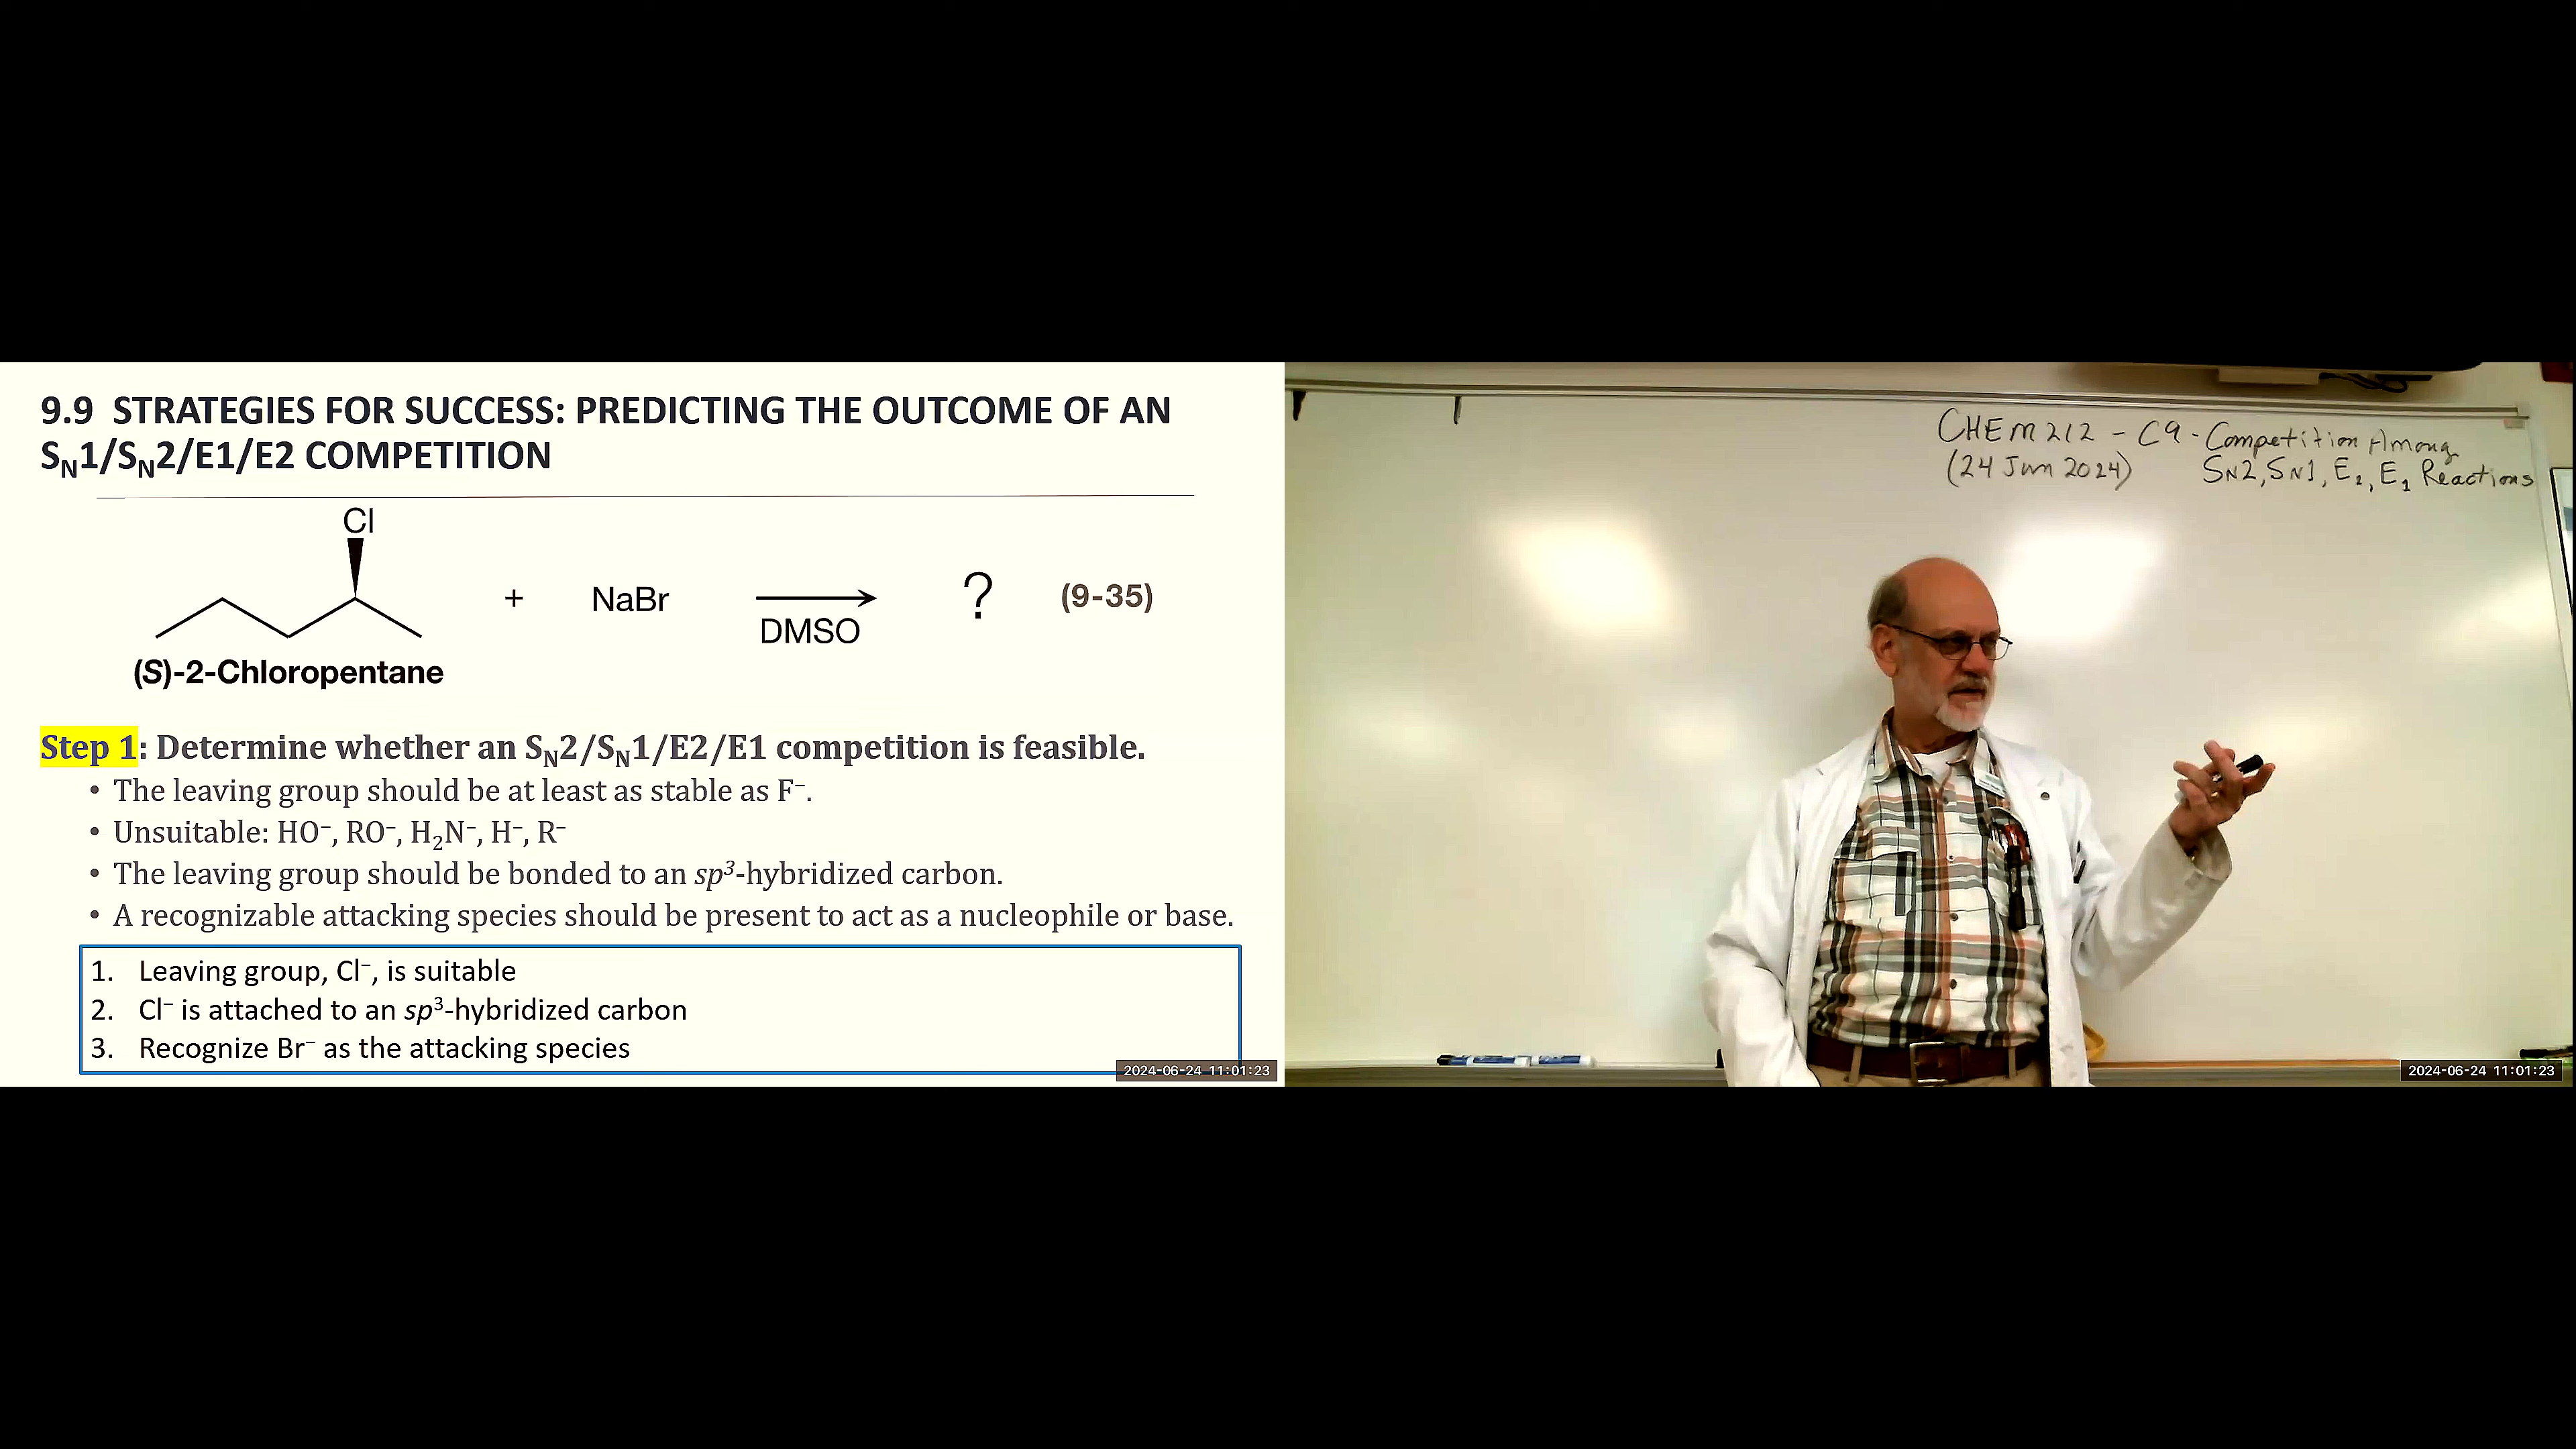 9.9 STRATEGIES FOR SUCCESS: PREDICTING THE OUTCOME OF AN
SN1/SN2/E1/E2 COMPETITION
Cl
+ NaBr ? (9-35)
DMSO
(S)-2-Chloropentane
Step 1: Determine whether an SN2/SN1/E2/E1 competition is feasible.
• The leaving group should be at least as stable as F⁻.
• Unsuitable: HO⁻, RO⁻, H₂N⁻, H⁻, R⁻
• The leaving group should be bonded to an sp³-hybridized carbon.
• A recognizable attacking species should be present to act as a nucleophile or base.
1. Leaving group, Cl⁻, is suitable
2. Cl⁻ is attached to an sp³-hybridized carbon
3. Recognize Br⁻ as the attacking species
2024-06-24 11:01:23
CHEM 212 - C9 - Competition Among
(24 Jun 2024) SN2, SN1, E₂, E₁ Reactions
2024-06-24 11:01:23